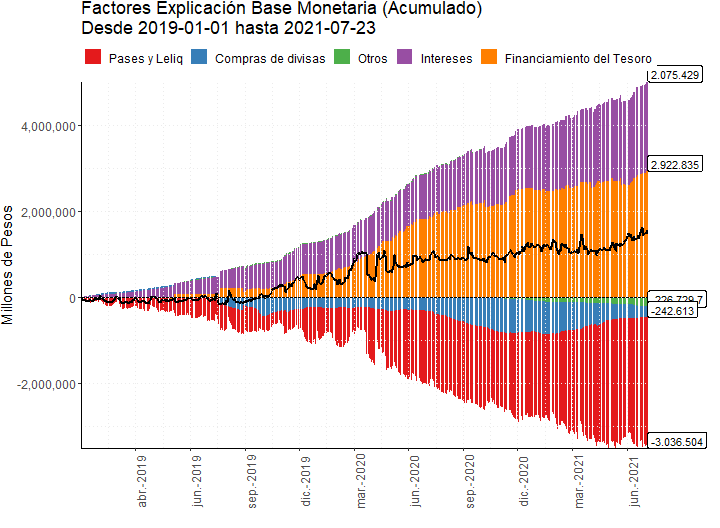 Factores Explicación Base Monetaria (Acumulado)
Desde 2019-01-01 hasta 2021-07-23
Pases y Leliq Compras de divisas Otros Intereses Financiamiento del Tesoro
2.075.429
4,000,000
2.922.835
2,000,000
Millones de Pesos
0
-226.729,7
-242.613
-2,000,000
-3.036.504
abr.-2019 jun.-2019 sep.-2019 dic.-2019 mar.-2020 jun.-2020 sep.-2020 dic.-2020 mar.-2021 jun.-2021